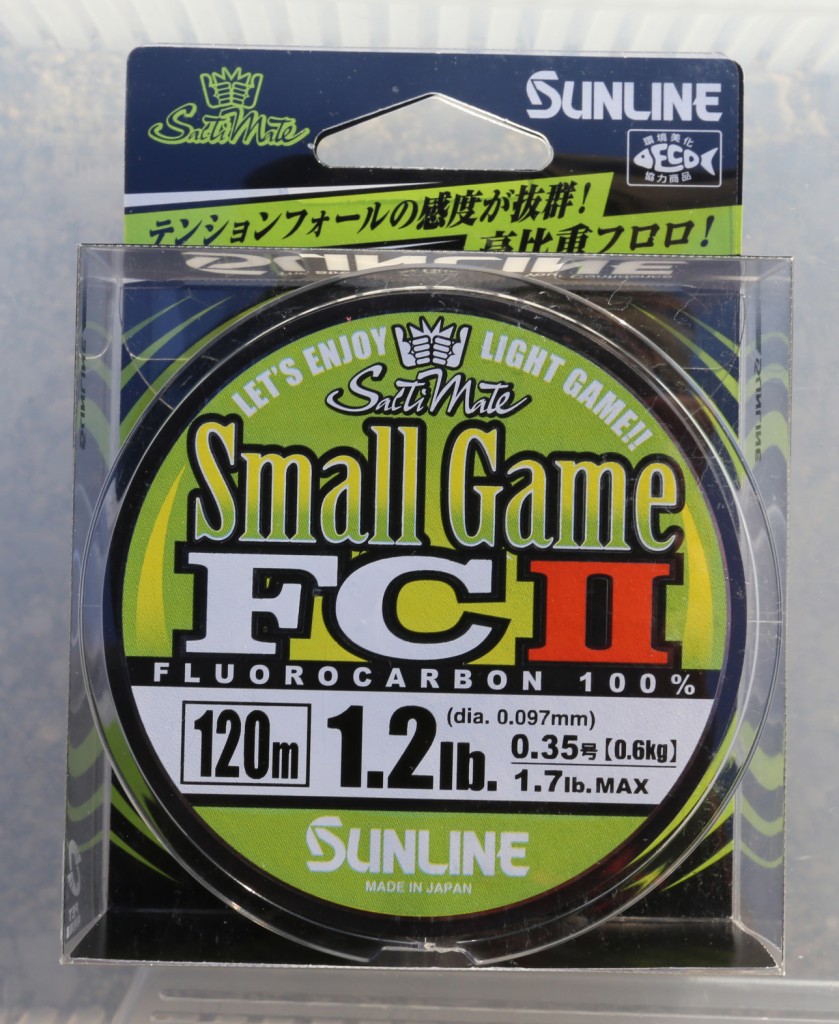 SaltiMate
SUNLINE
環境美化
ECO
協力商品
テンションフォールの感度が抜群!
高比重フロロ!
SUNLINE
LET'S ENJOY LIGHT GAME!!
SaltiMate
Small Game
FC II
FLUOROCARBON 100%
120m
1.2lb.
(dia. 0.097mm)
0.35号【0.6kg】
1.7lb. MAX
SUNLINE
MADE IN JAPAN
SUNLINE
SUNLINE